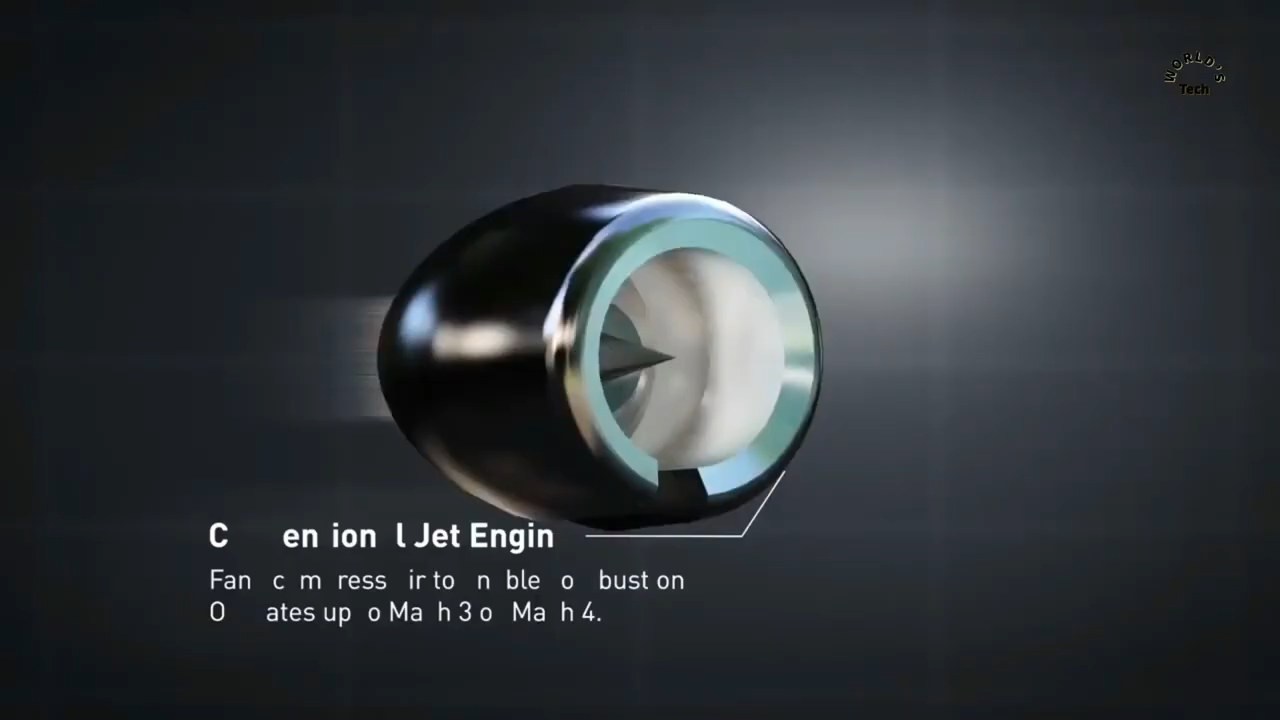 WORLD'S
Tech
C en ion l Jet Engin
Fan c m ress ir to n ble o bust on
O ates up o Ma h 3 o Ma h 4.